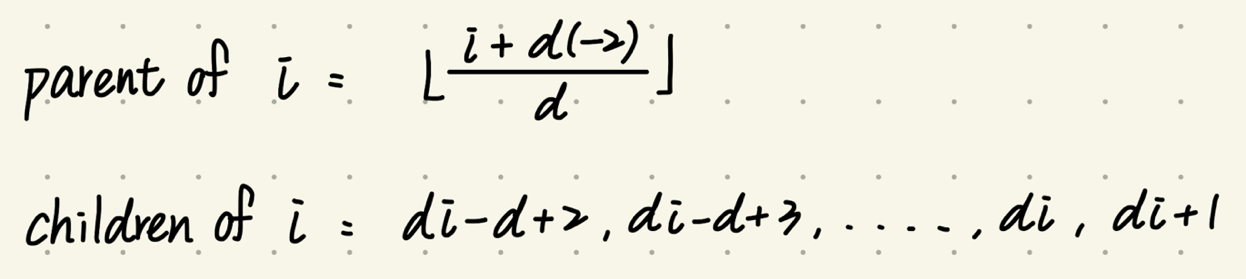 parent of i = ⌊(i + d(-2))/d⌋
children of i = di-d+2, di-d+3, ....., di, di+1